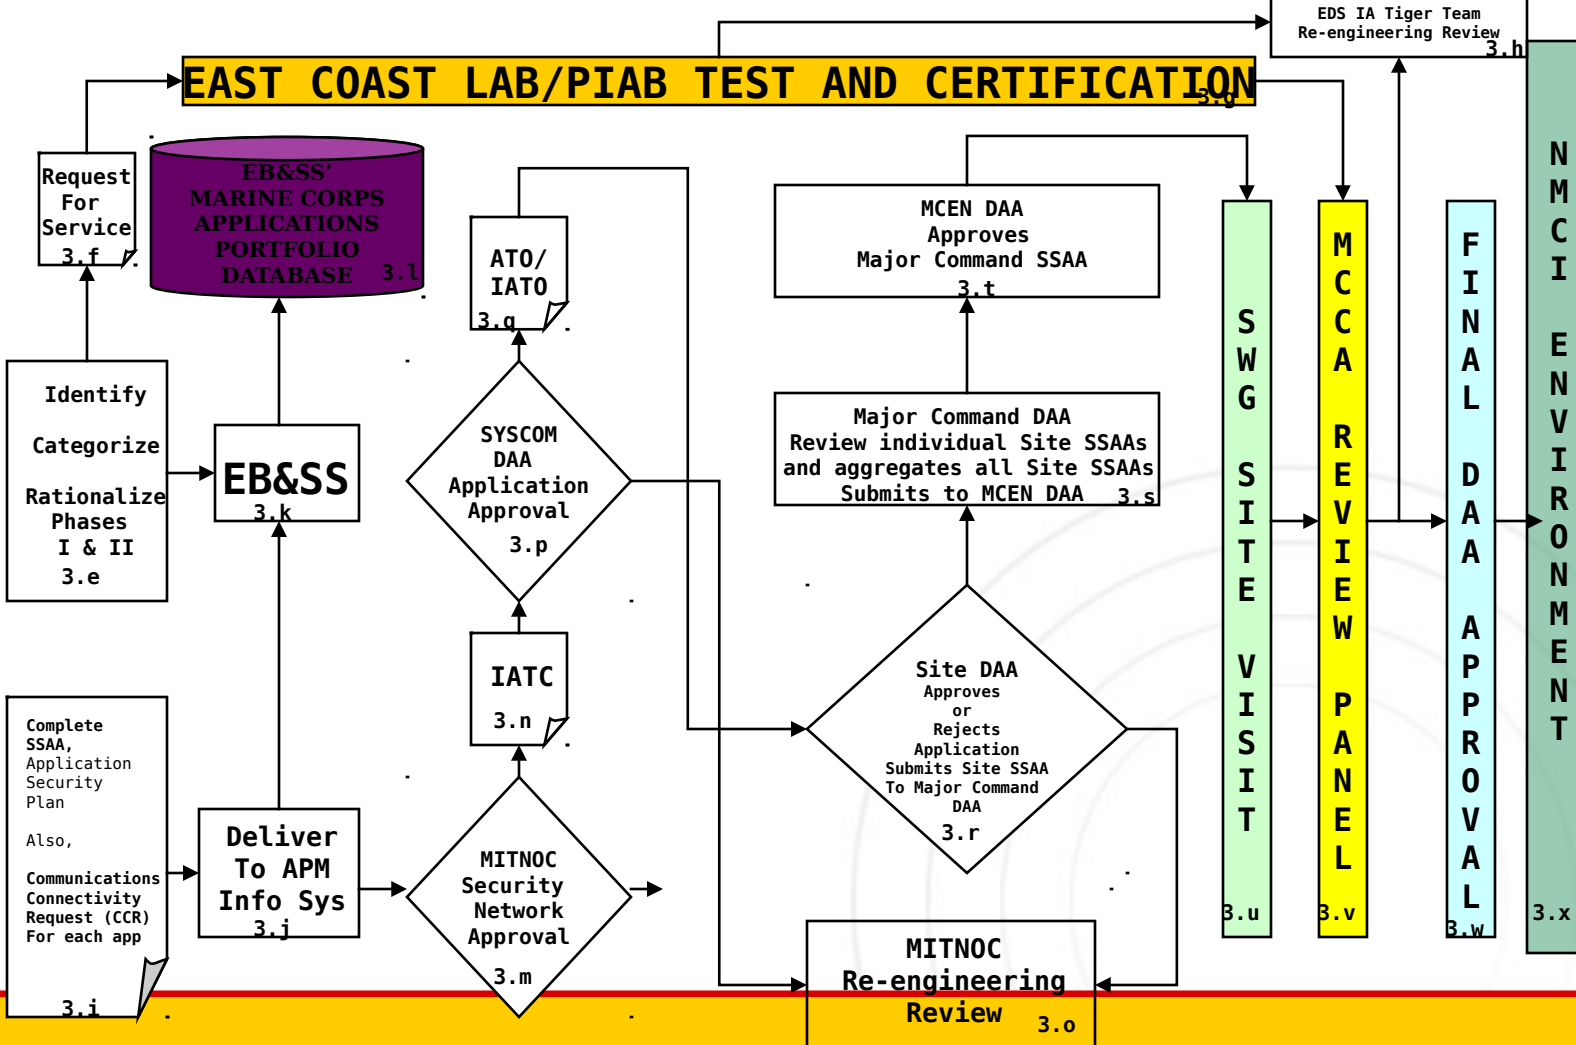 EDS IA Tiger Team
Re-engineering Review
3.h
EAST COAST LAB/PIAB TEST AND CERTIFICATION
3.g
Request
For
Service
3.f
EB&SS’
MARINE CORPS
APPLICATIONS
PORTFOLIO
DATABASE
3.l
Identify
Categorize
Rationalize
Phases
I & II
3.e
EB&SS
3.k
Complete
SSAA,
Application
Security
Plan
Also,
Communications
Connectivity
Request (CCR)
For each app
3.i
Deliver
To APM
Info Sys
3.j
ATO/
IATO
3.q
SYSCOM
DAA
Application
Approval
3.p
IATC
3.n
MITNOC
Security
Network
Approval
3.m
MCEN DAA
Approves
Major Command SSAA
3.t
Major Command DAA
Review individual Site SSAAs
and aggregates all Site SSAAs
Submits to MCEN DAA
3.s
Site DAA
Approves
or
Rejects
Application
Submits Site SSAA
To Major Command
DAA
3.r
MITNOC
Re-engineering
Review
3.o
SWG SITE VISIT
3.u
MCCA REVIEW PANEL
3.v
FINAL DAA APPROVAL
3.w
NMCI ENVIRONMENT
3.x